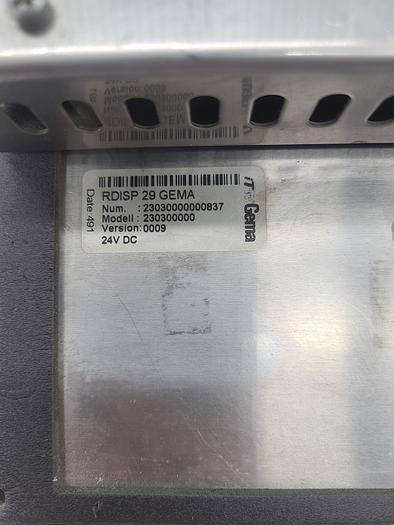 RDISP 29 GEMA
Num. : 23030000000837
Modell : 230300000
Version: 0009
24V DC
Date 491
Gema